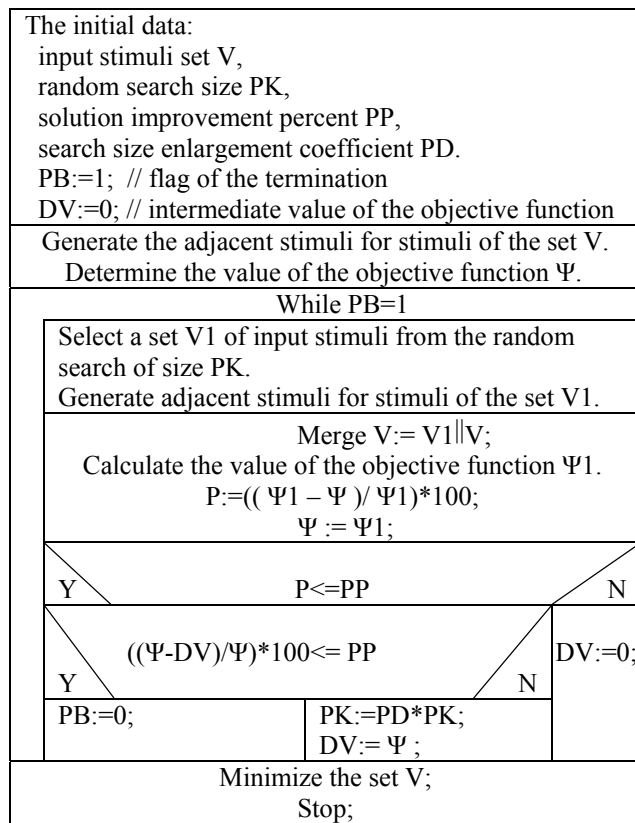 The initial data:
input stimuli set V,
random search size PK,
solution improvement percent PP,
search size enlargement coefficient PD.
PB:=1; // flag of the termination
DV:=0; // intermediate value of the objective function
Generate the adjacent stimuli for stimuli of the set V.
Determine the value of the objective function Ψ.
While PB=1
Select a set V1 of input stimuli from the random
search of size PK.
Generate adjacent stimuli for stimuli of the set V1.
Merge V:= V1||V;
Calculate the value of the objective function Ψ1.
P:=(( Ψ1 – Ψ )/ Ψ1)*100;
Ψ := Ψ1;
Y P<=PP N
((Ψ-DV)/Ψ)*100<= PP DV:=0;
Y N
PB:=0; PK:=PD*PK;
DV:= Ψ ;
Minimize the set V;
Stop;